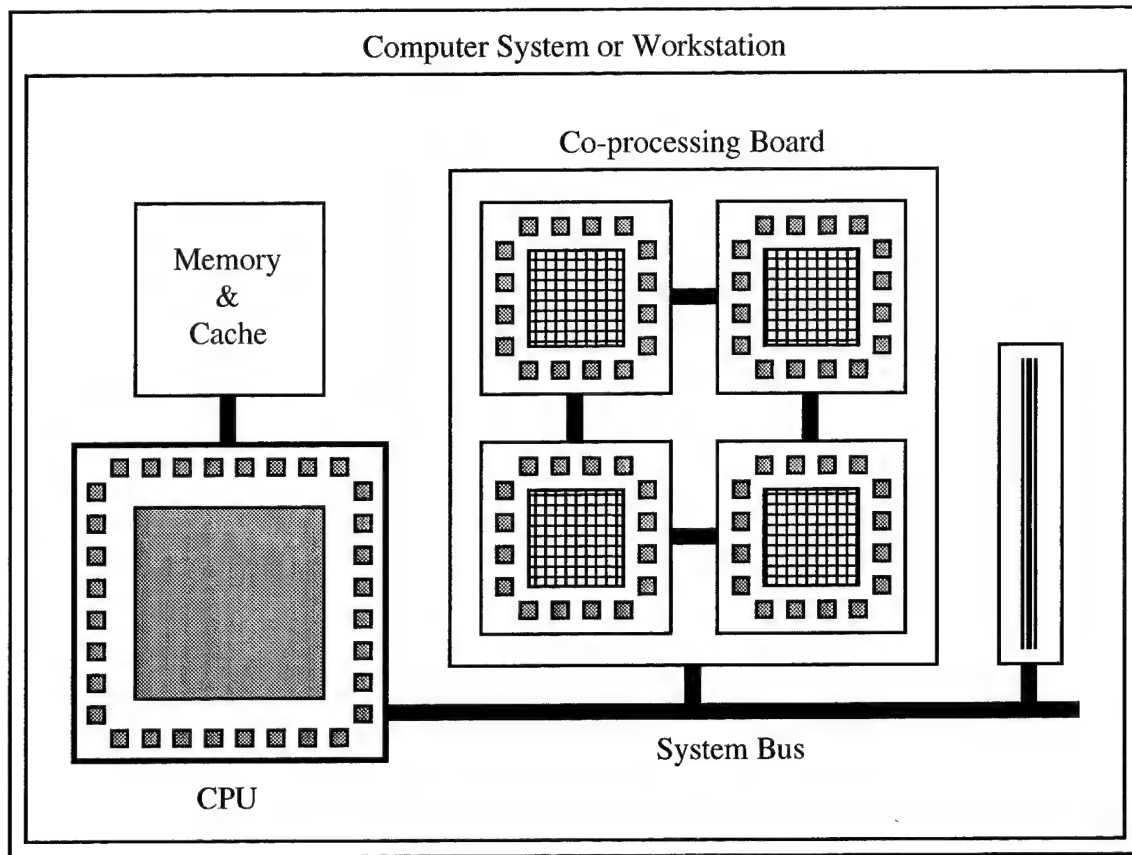 Computer System or Workstation
Co-processing Board
Memory
&
Cache
System Bus
CPU